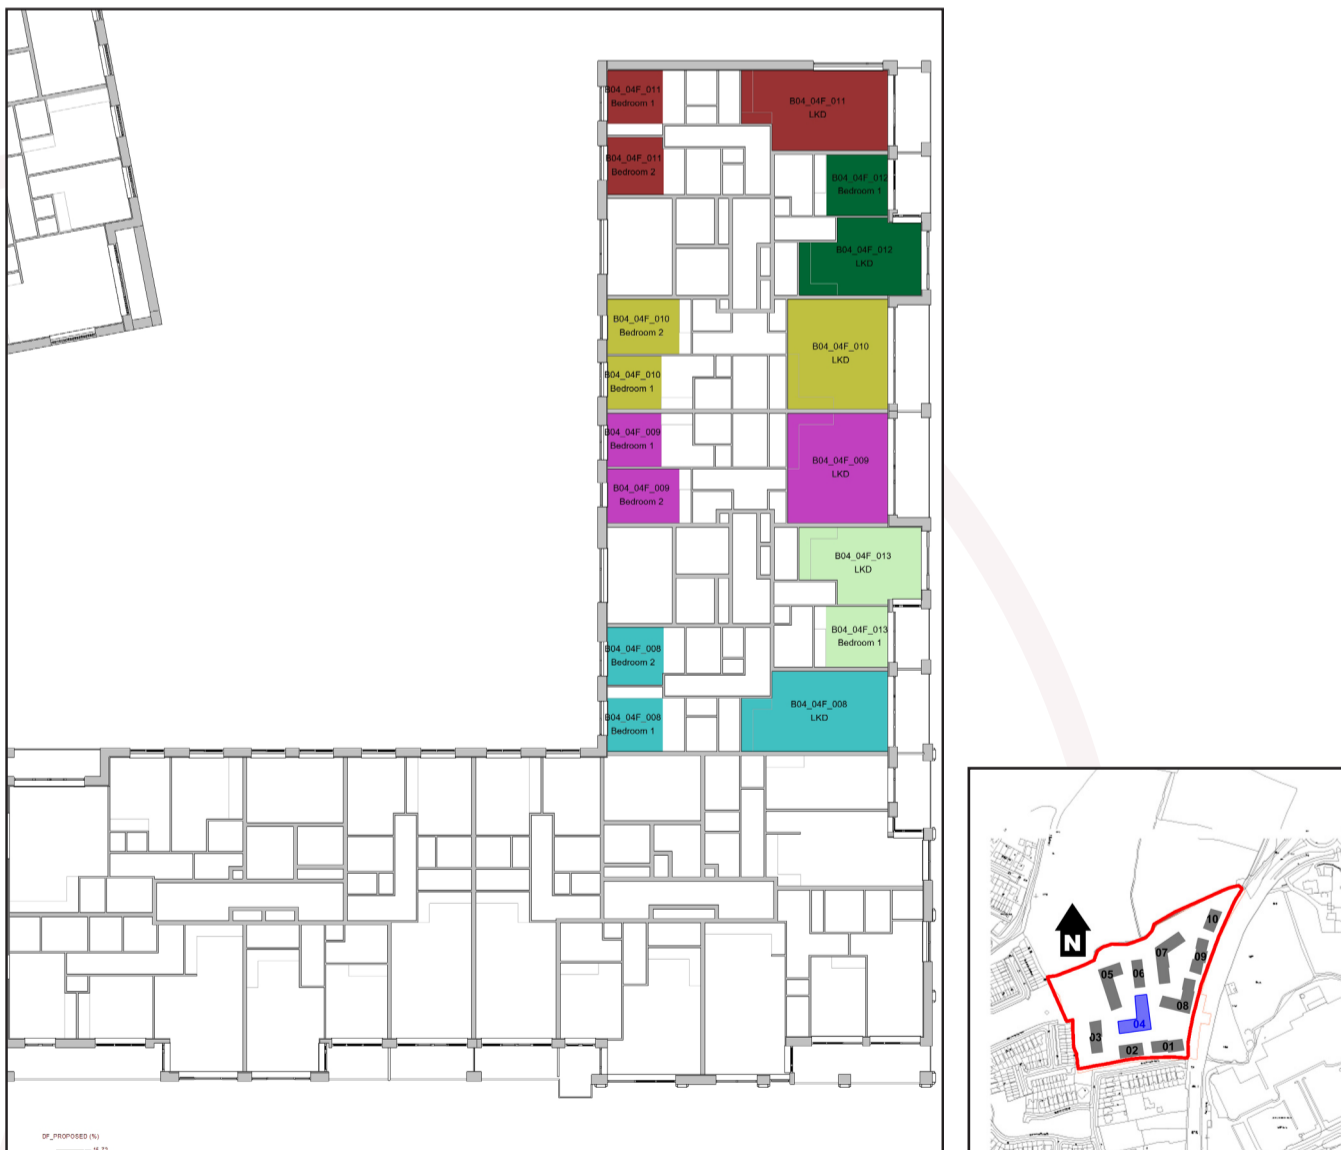 B04_04F_011
Bedroom 1
B04_04F_011
LKD
B04_04F_011
Bedroom 2
B04_04F_012
Bedroom 1
B04_04F_012
LKD
B04_04F_010
Bedroom 2
B04_04F_010
LKD
B04_04F_010
Bedroom 1
B04_04F_009
Bedroom 1
B04_04F_009
LKD
B04_04F_009
Bedroom 2
B04_04F_013
LKD
B04_04F_013
Bedroom 1
B04_04F_008
Bedroom 2
B04_04F_008
LKD
B04_04F_008
Bedroom 1
DF_PROPOSED (%)
N
10
07
09
05
06
08
04
03
02
01